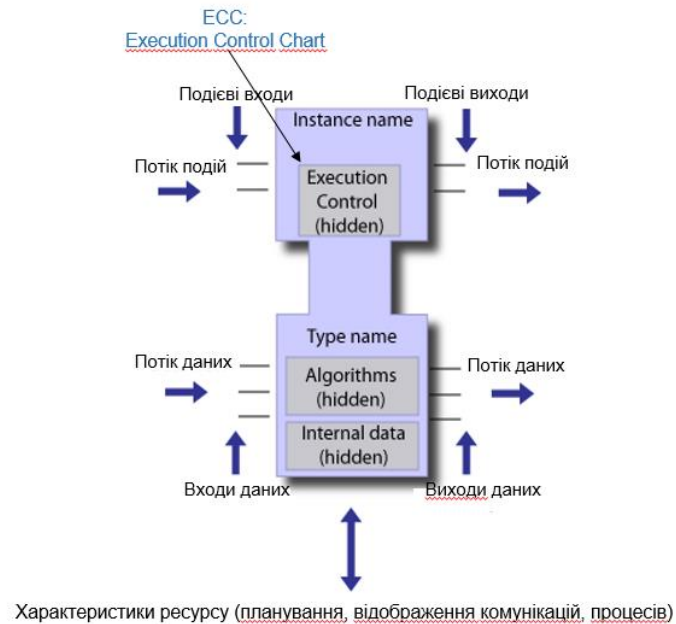 ECC:
Execution Control Chart
Подієві входи
Подієві виходи
Instance name
Потік подій
Потік подій
Execution
Control
(hidden)
Type name
Потік даних
Потік даних
Algorithms
(hidden)
Internal data
(hidden)
Входи даних
Виходи даних
Характеристики ресурсу (планування, відображення комунікацій, процесів)